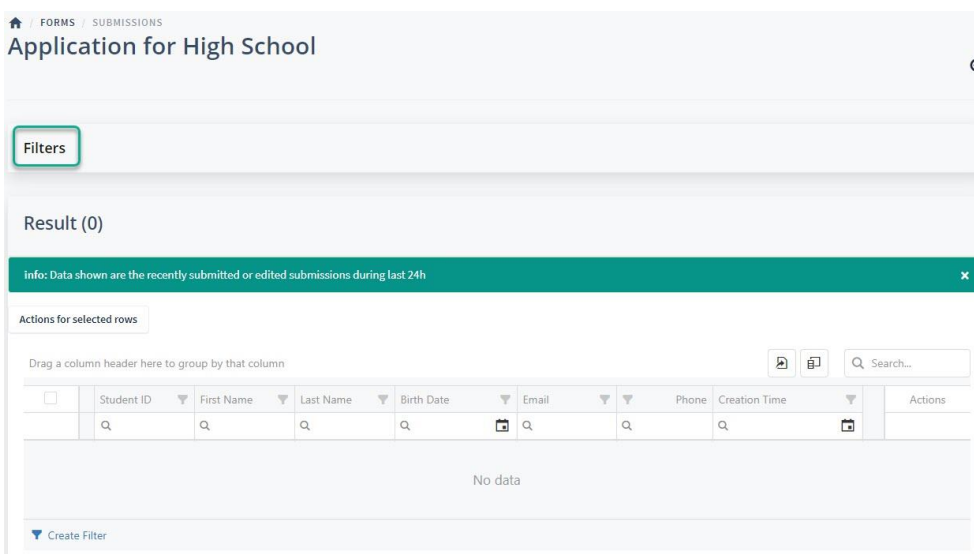 / FORMS / SUBMISSIONS
Application for High School
Filters
Result (0)
info: Data shown are the recently submitted or edited submissions during last 24h
Actions for selected rows
Drag a column header here to group by that column
Search...
Student ID First Name Last Name Birth Date Email Phone Creation Time Actions
No data
Create Filter